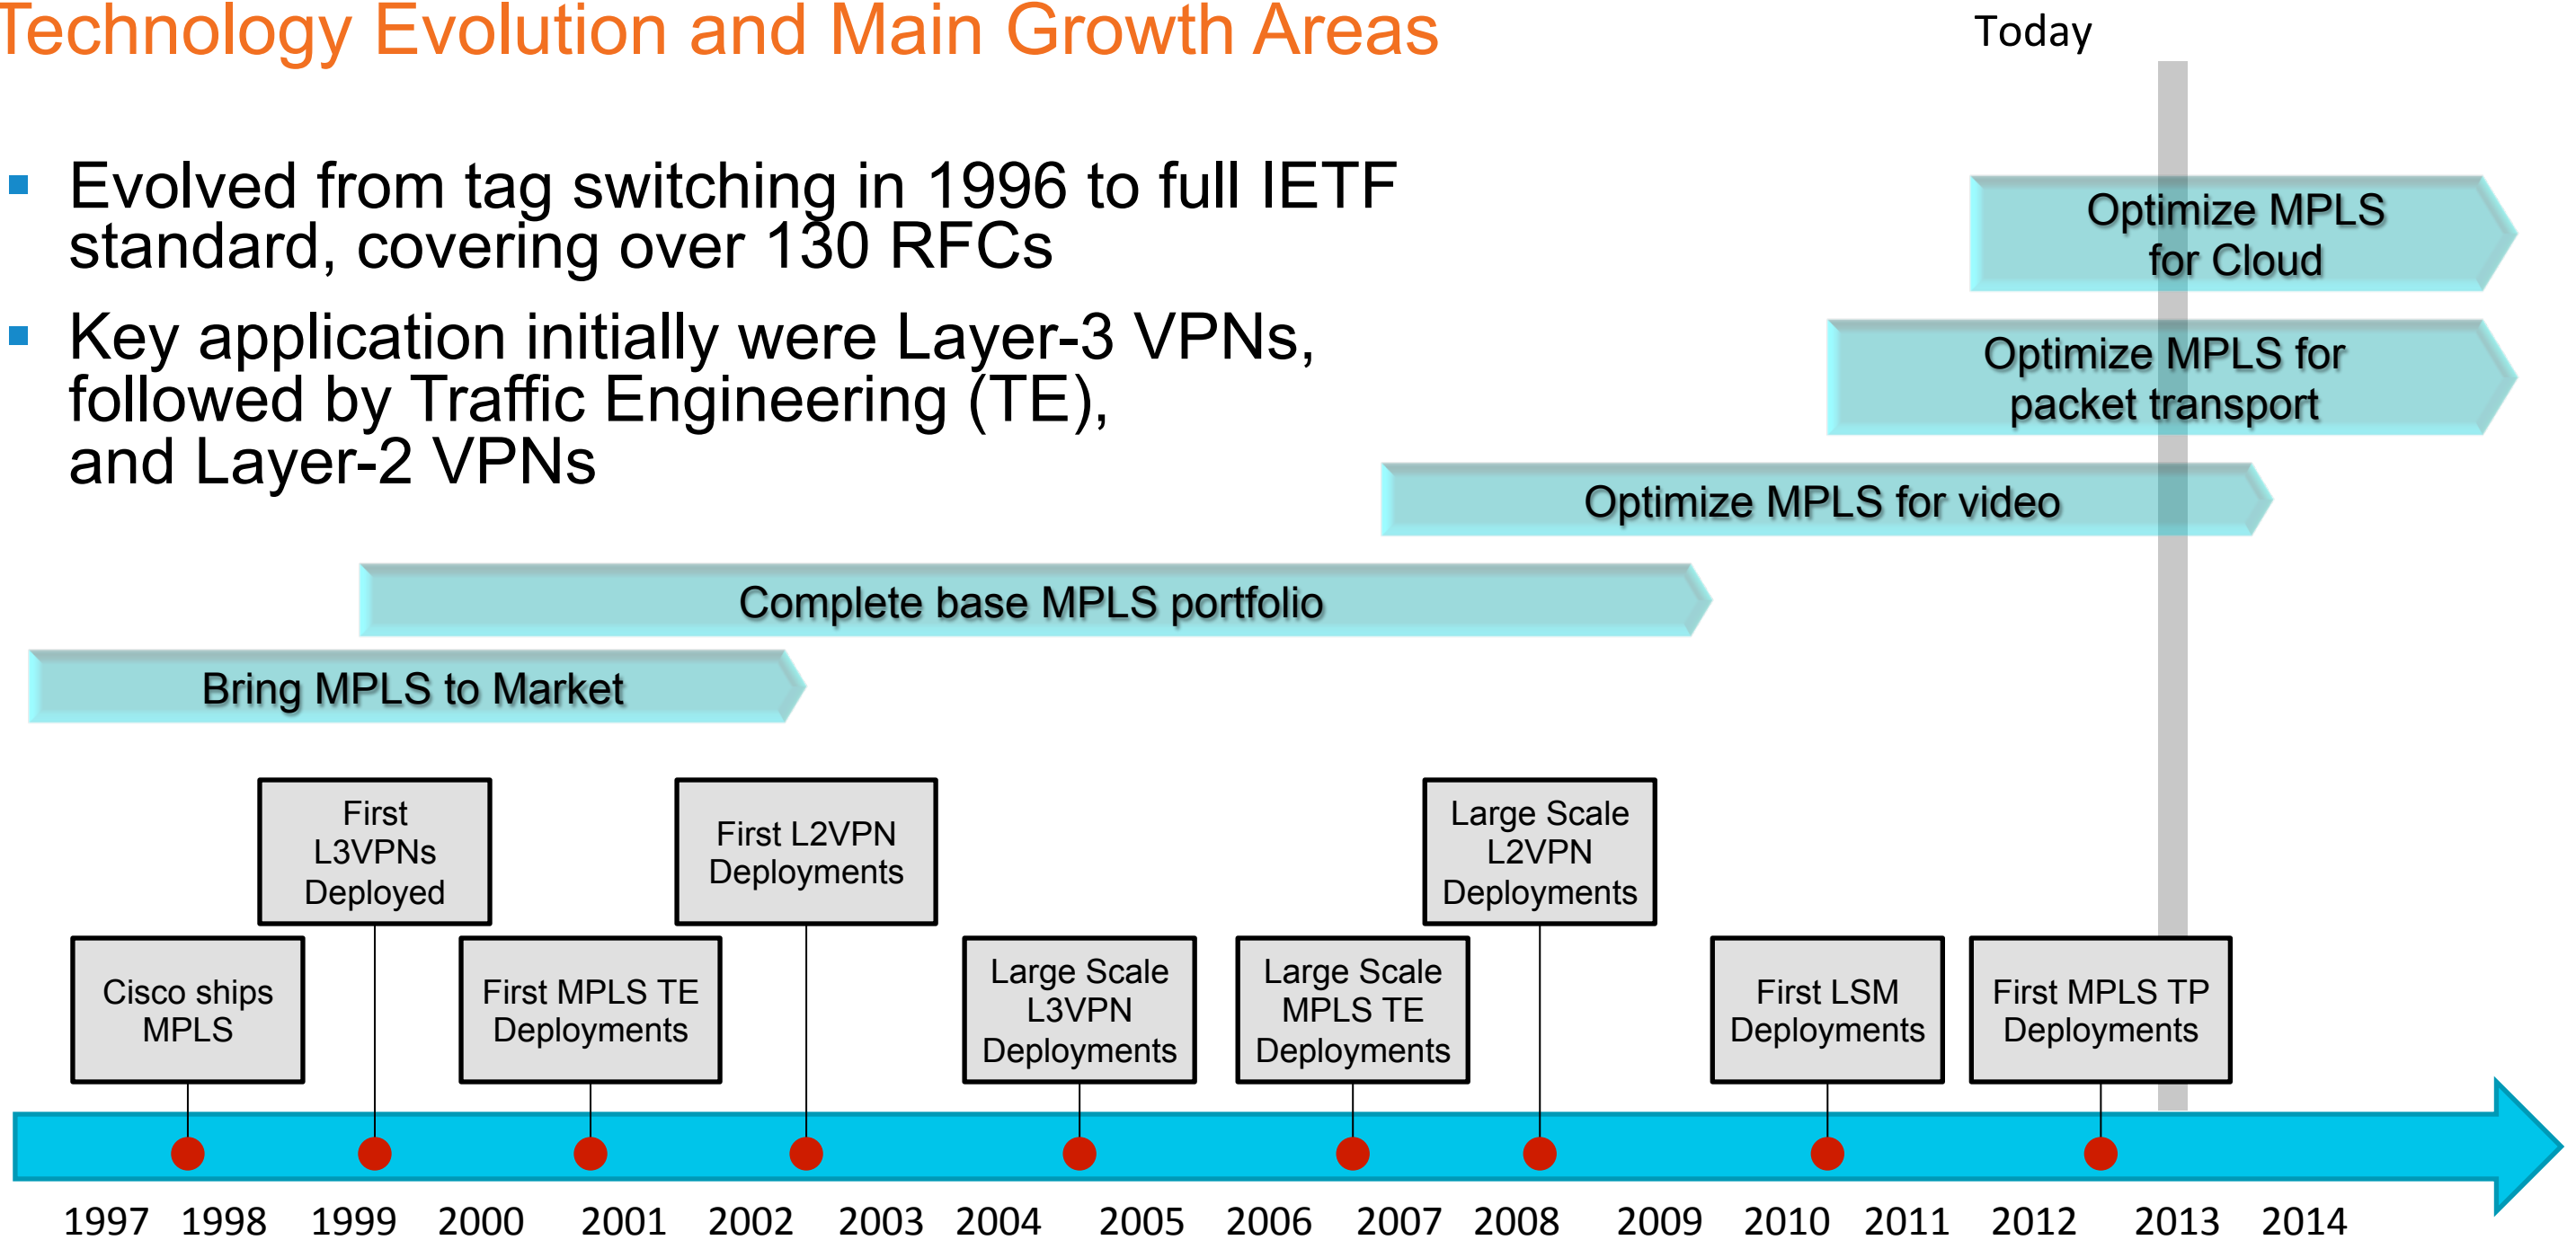 Technology Evolution and Main Growth Areas
Today
Evolved from tag switching in 1996 to full IETF
standard, covering over 130 RFCs
Key application initially were Layer-3 VPNs,
followed by Traffic Engineering (TE),
and Layer-2 VPNs
Optimize MPLS
for Cloud
Optimize MPLS for
packet transport
Optimize MPLS for video
Complete base MPLS portfolio
Bring MPLS to Market
First
L3VPNs
Deployed
First L2VPN
Deployments
Large Scale
L2VPN
Deployments
Cisco ships
MPLS
First MPLS TE
Deployments
Large Scale
L3VPN
Deployments
Large Scale
MPLS TE
Deployments
First LSM
Deployments
First MPLS TP
Deployments
1997 1998 1999 2000 2001 2002 2003 2004 2005 2006 2007 2008 2009 2010 2011 2012 2013 2014